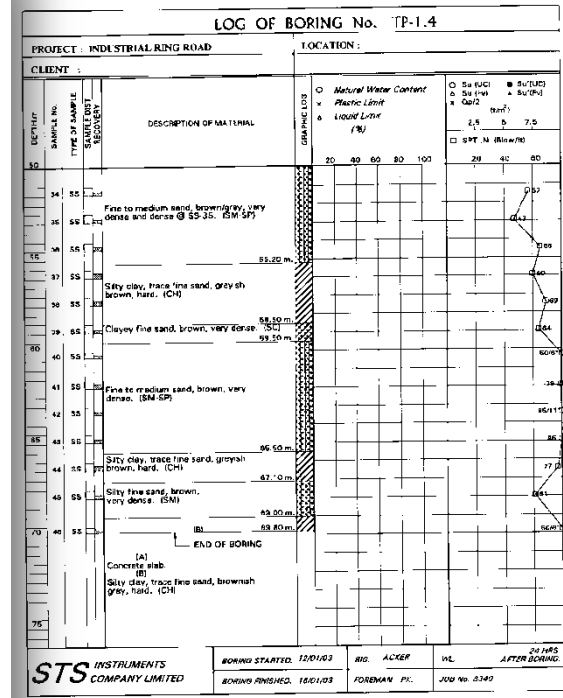 LOG OF BORING No. TP-1.4
PROJECT : INDUSTRIAL RING ROAD
LOCATION :
CLIENT :
DEPTH
SAMPLE No.
TYPE OF SAMPLE
SAMPLE DIST
RECOVERY
DESCRIPTION OF MATERIAL
GRAPHIC LOG
Natural Water Content
Plastic Limit
Liquid Limit
(%)
20 40 60 80 100
Su (UC)
Su'(UC)
Su (Fv)
Su'(Fv)
Qp/2
2.5 5 7.5
SPT .N (Blow/ft)
20 40 60
50
34 SS
57
Fine to medium sand, brown/gray, very
dense and dense @ SS-35. (SM-SP)
35 SS
36 SS
55
55.20 m.
37 SS
60
Silty clay, trace fine sand, greyish
brown, hard. (CH)
38 SS
58.50 m.
39 SS
64
Clayey fine sand, brown, very dense. (SC)
59.50 m.
60
40 SS
41 SS
Fine to medium sand, brown, very
dense. (SM-SP)
42 SS
65
43 SS
65.50 m.
Silty clay, trace fine sand, greyish
brown, hard. (CH)
44 SS
77
67.10 m.
Silty fine sand, brown,
very dense. (SM)
45 SS
61
69.00 m.
70
46 SS
(B)
69.80 m.
END OF BORING
(A)
Concrete slab.
(B)
Silty clay, trace fine sand, brownish
gray, hard. (CH)
75
STS INSTRUMENTS
COMPANY LIMITED
BORING STARTED. 12/01/03
RIG. ACKER
WL.
24 HRS
AFTER BORING.
BORING FINISHED. 16/01/03
FOREMAN PK.
JOB No. 8349